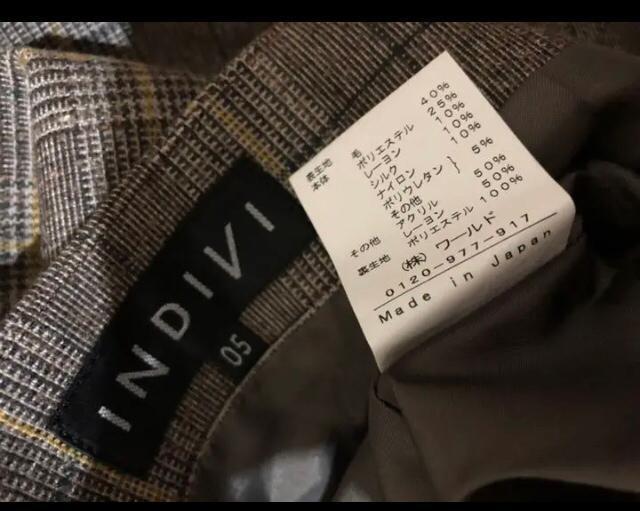 INDIVI
05
表生地 毛 40%
本体 ポリエステル 25%
レーヨン 10%
シルク 10%
ナイロン 10%
ポリウレタン } 5%
その他
アクリル 50%
その他 レーヨン 50%
裏生地 ポリエステル 100%
(株) ワールド
0120-977-917
Made in Japan